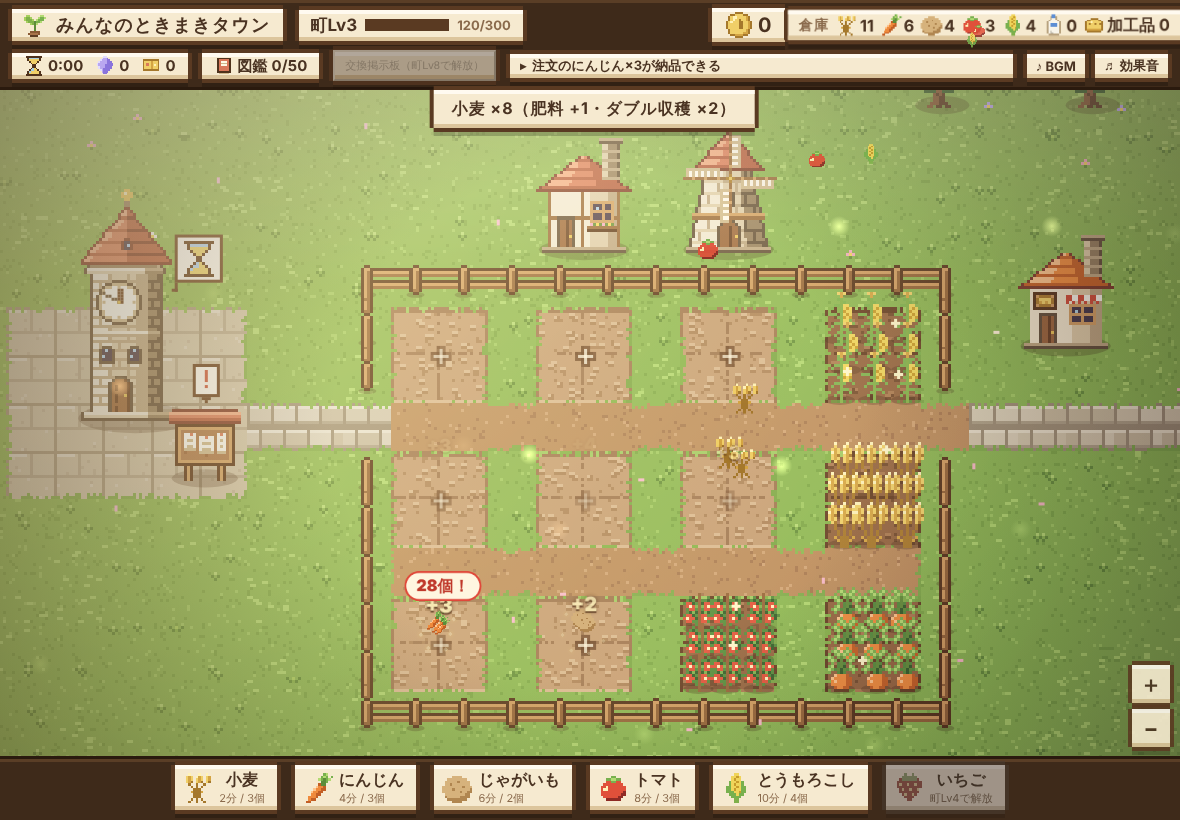 みんなのときまきタウン
町Lv3 120/300
0
倉庫 11 6 4 3 4 0 加工品 0
0:00 0 0
図鑑 0/50
交換掲示板（町Lv8で解放）
▸ 注文のにんじん×3が納品できる
♪ BGM
♬ 効果音
小麦 ×8（肥料 +1・ダブル収穫 ×2）
!
28個！
+3
+2
+
−
小麦
2分 / 3個
にんじん
4分 / 3個
じゃがいも
6分 / 2個
トマト
8分 / 3個
とうもろこし
10分 / 4個
いちご
町Lv4で解放